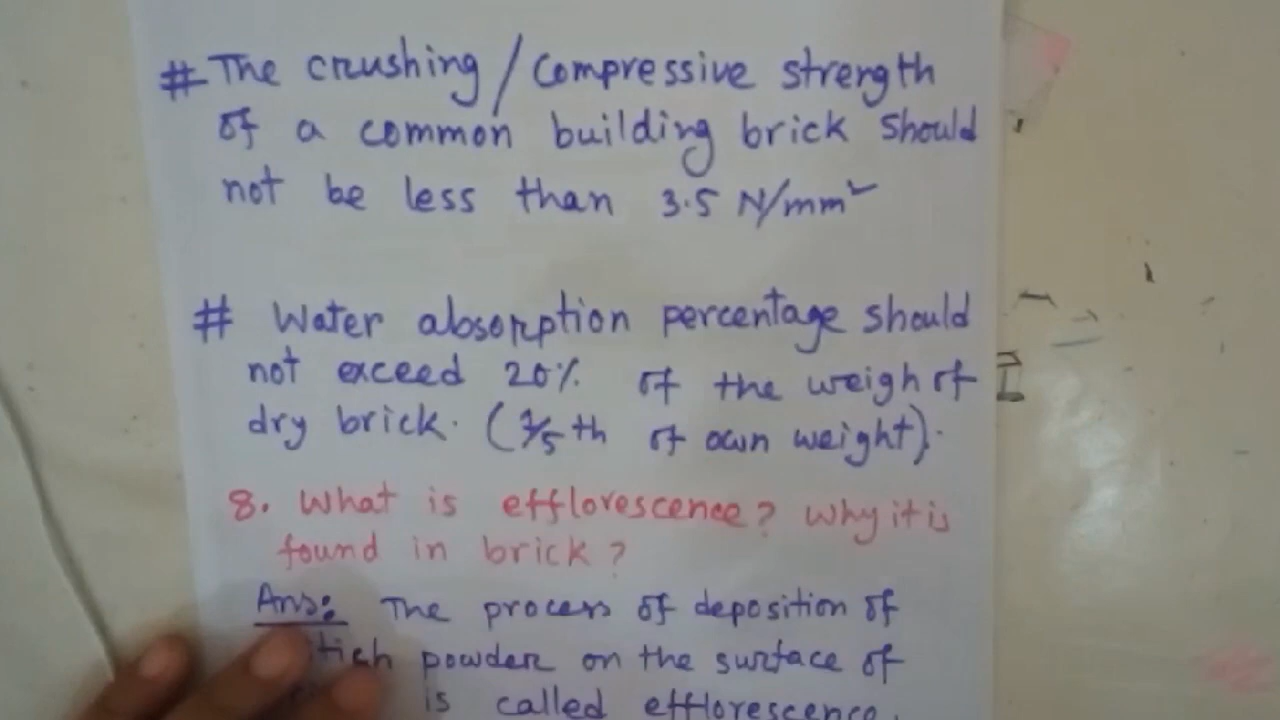 # The crushing / compressive strength
of a common building brick should
not be less than 3.5 N/mm²
# Water absorption percentage should
not exceed 20% of the weigh of
dry brick. (1/5th of own weight).
8. What is efflorescence? Why it is
found in brick?
Ans: The process of deposition of
powder on the surface of
is called efflorescence.